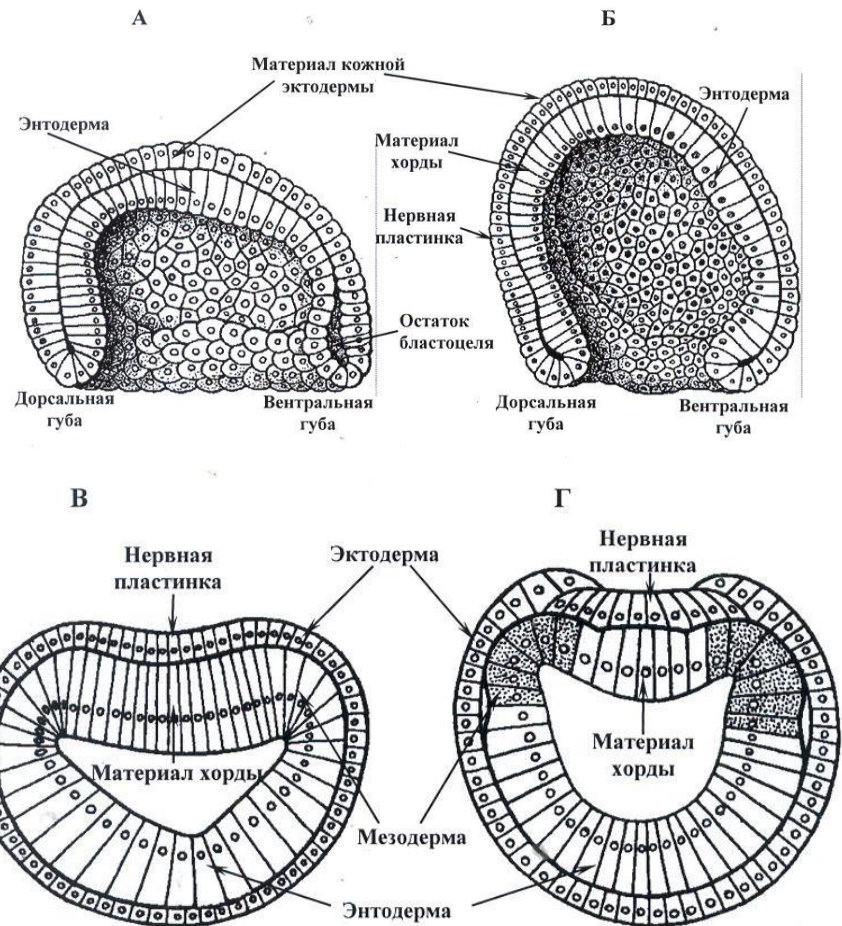 А
Б
Материал кожной
эктодермы
Энтодерма
Энтодерма
Материал
хорды
Нервная
пластинка
Остаток
бластоцеля
Дорсальная
губа
Вентральная
губа
Дорсальная
губа
Вентральная
губа
В
Г
Нервная
пластинка
Эктодерма
Нервная
пластинка
Материал хорды
Материал
хорды
Мезодерма
Энтодерма